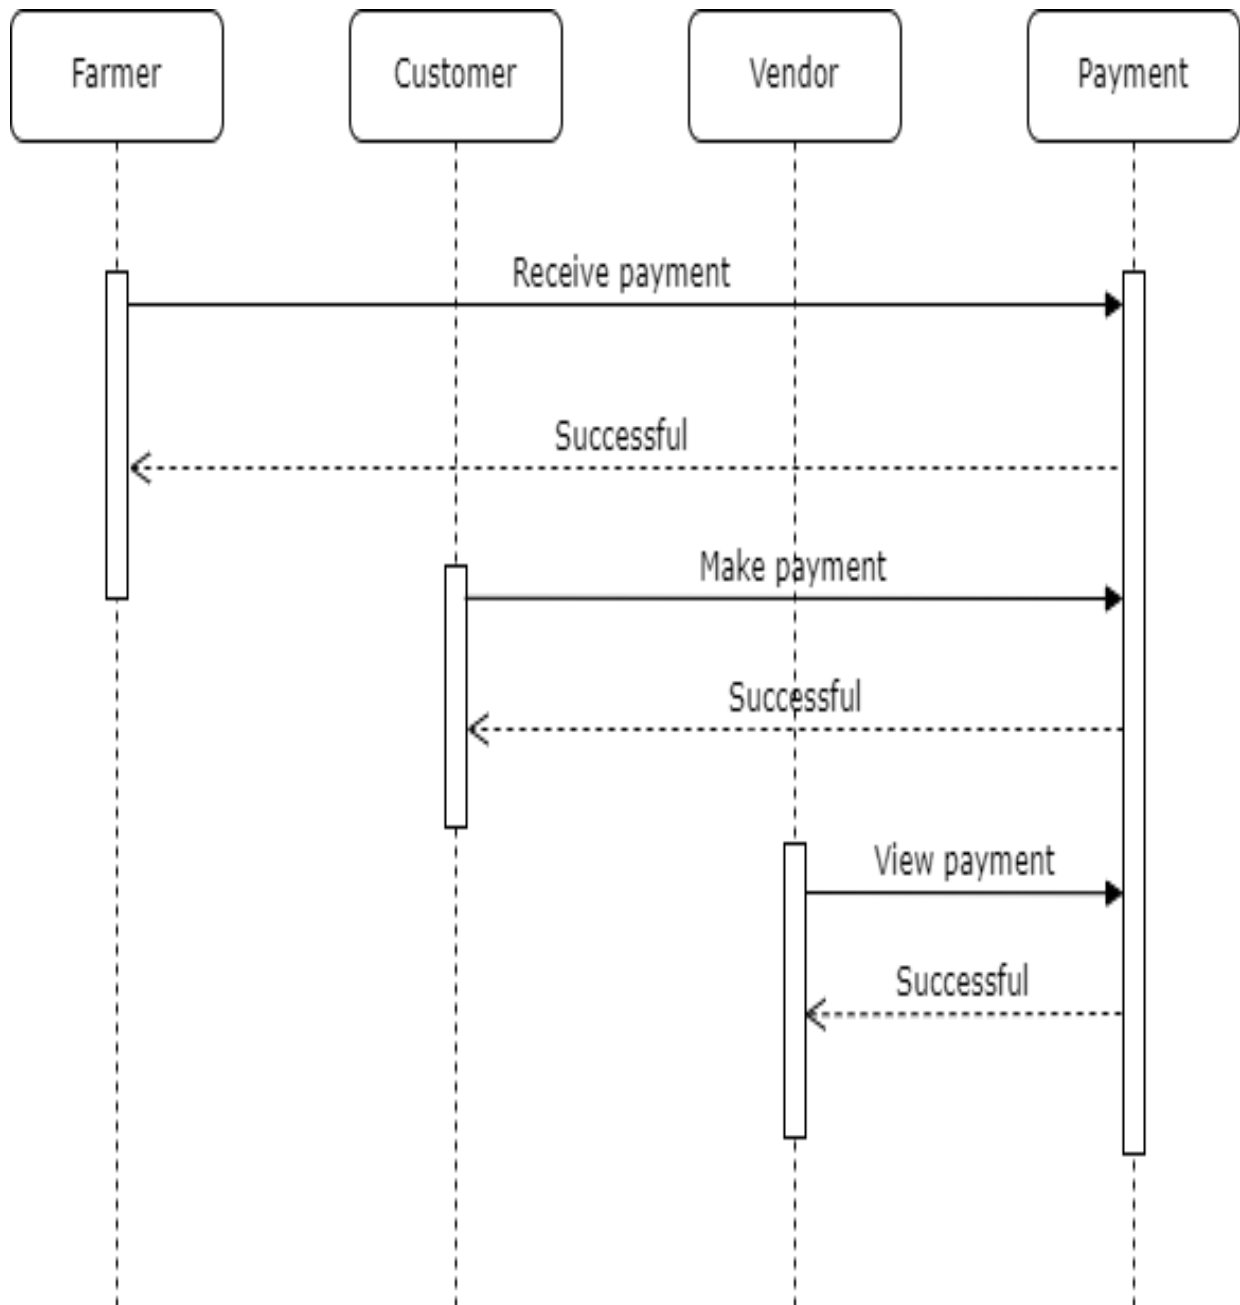 Farmer
Customer
Vendor
Payment
Receive payment
Successful
Make payment
Successful
View payment
Successful